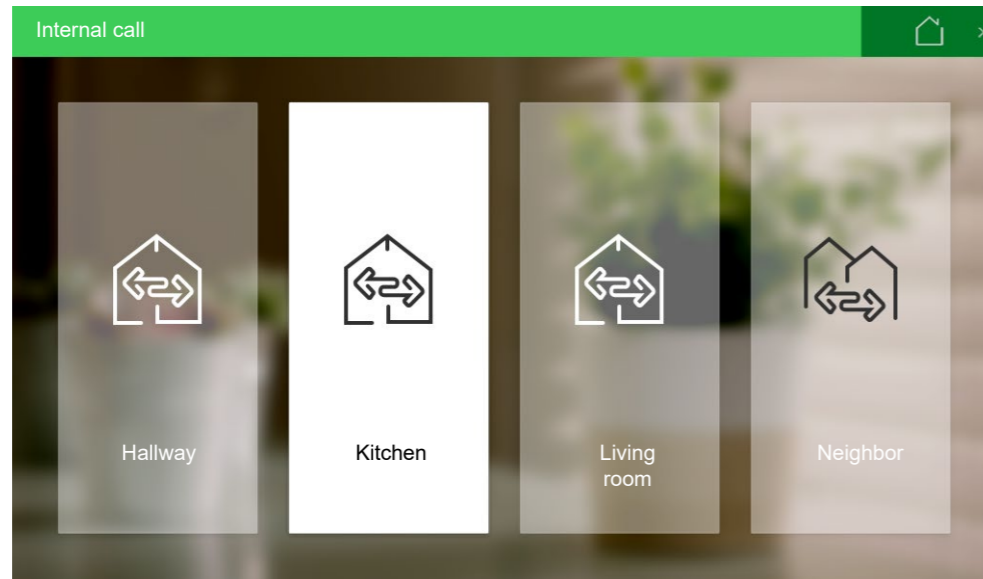 Internal call
Hallway
Kitchen
Living
room
Neighbor